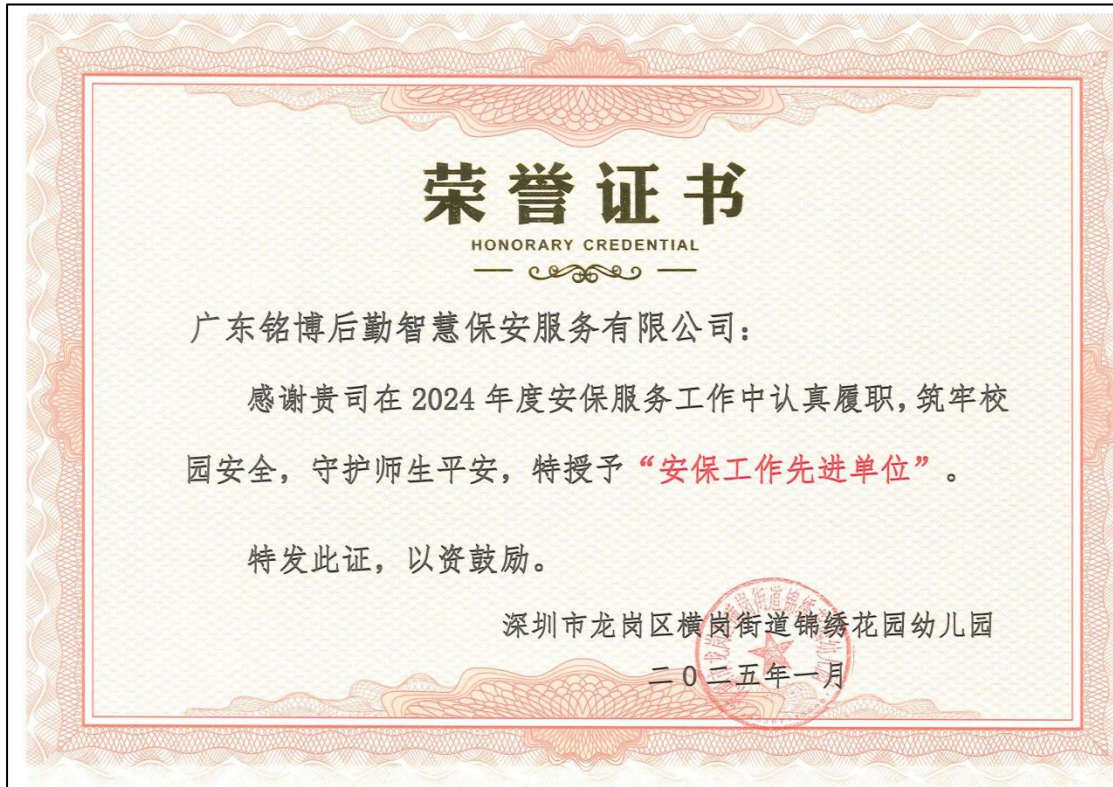 荣誉证书
HONORARY CREDENTIAL
广东铭博后勤智慧保安服务有限公司：
感谢贵司在 2024 年度安保服务工作中认真履职，筑牢校
园安全，守护师生平安，特授予“安保工作先进单位”。
特发此证，以资鼓励。
深圳市龙岗区横岗街道锦绣花园幼儿园
二0二五年一月